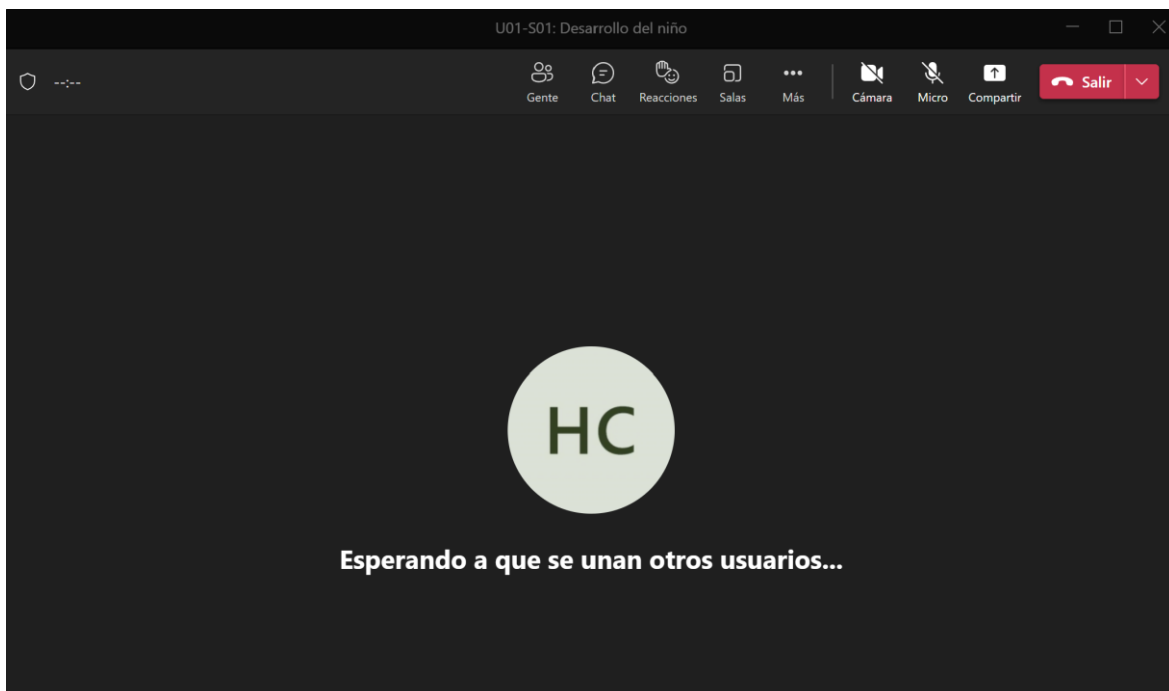 U01-S01: Desarrollo del niño
--:--
Gente Chat Reacciones Salas Más Cámara Micro Compartir Salir
HC
Esperando a que se unan otros usuarios...